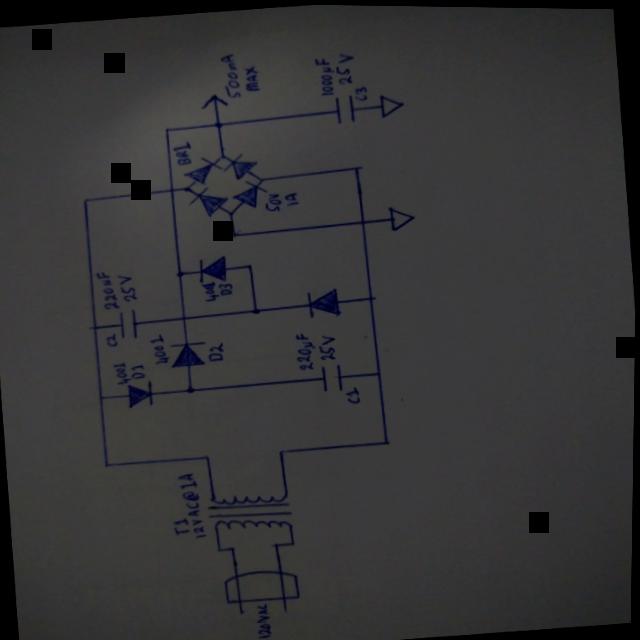 500mA
MAX
100µF
25V
C3
BR1
50V
1A
220µF
25V
C2
4001
D3
4001
D1
4001
D2
220µF
25V
C1
T1
12VAC@1A
120VAC